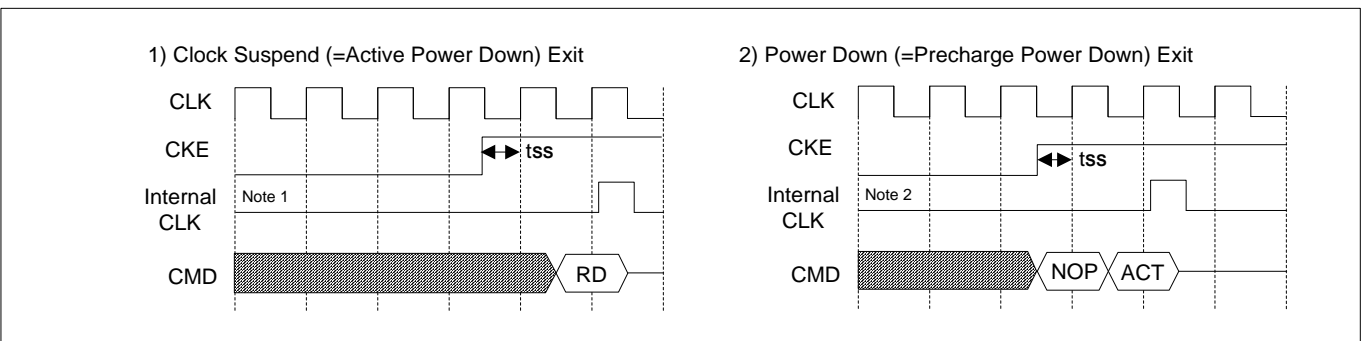 1) Clock Suspend (=Active Power Down) Exit
CLK
CKE
tss
Internal
CLK
Note 1
CMD
RD
2) Power Down (=Precharge Power Down) Exit
CLK
CKE
tss
Internal
CLK
Note 2
CMD
NOP
ACT